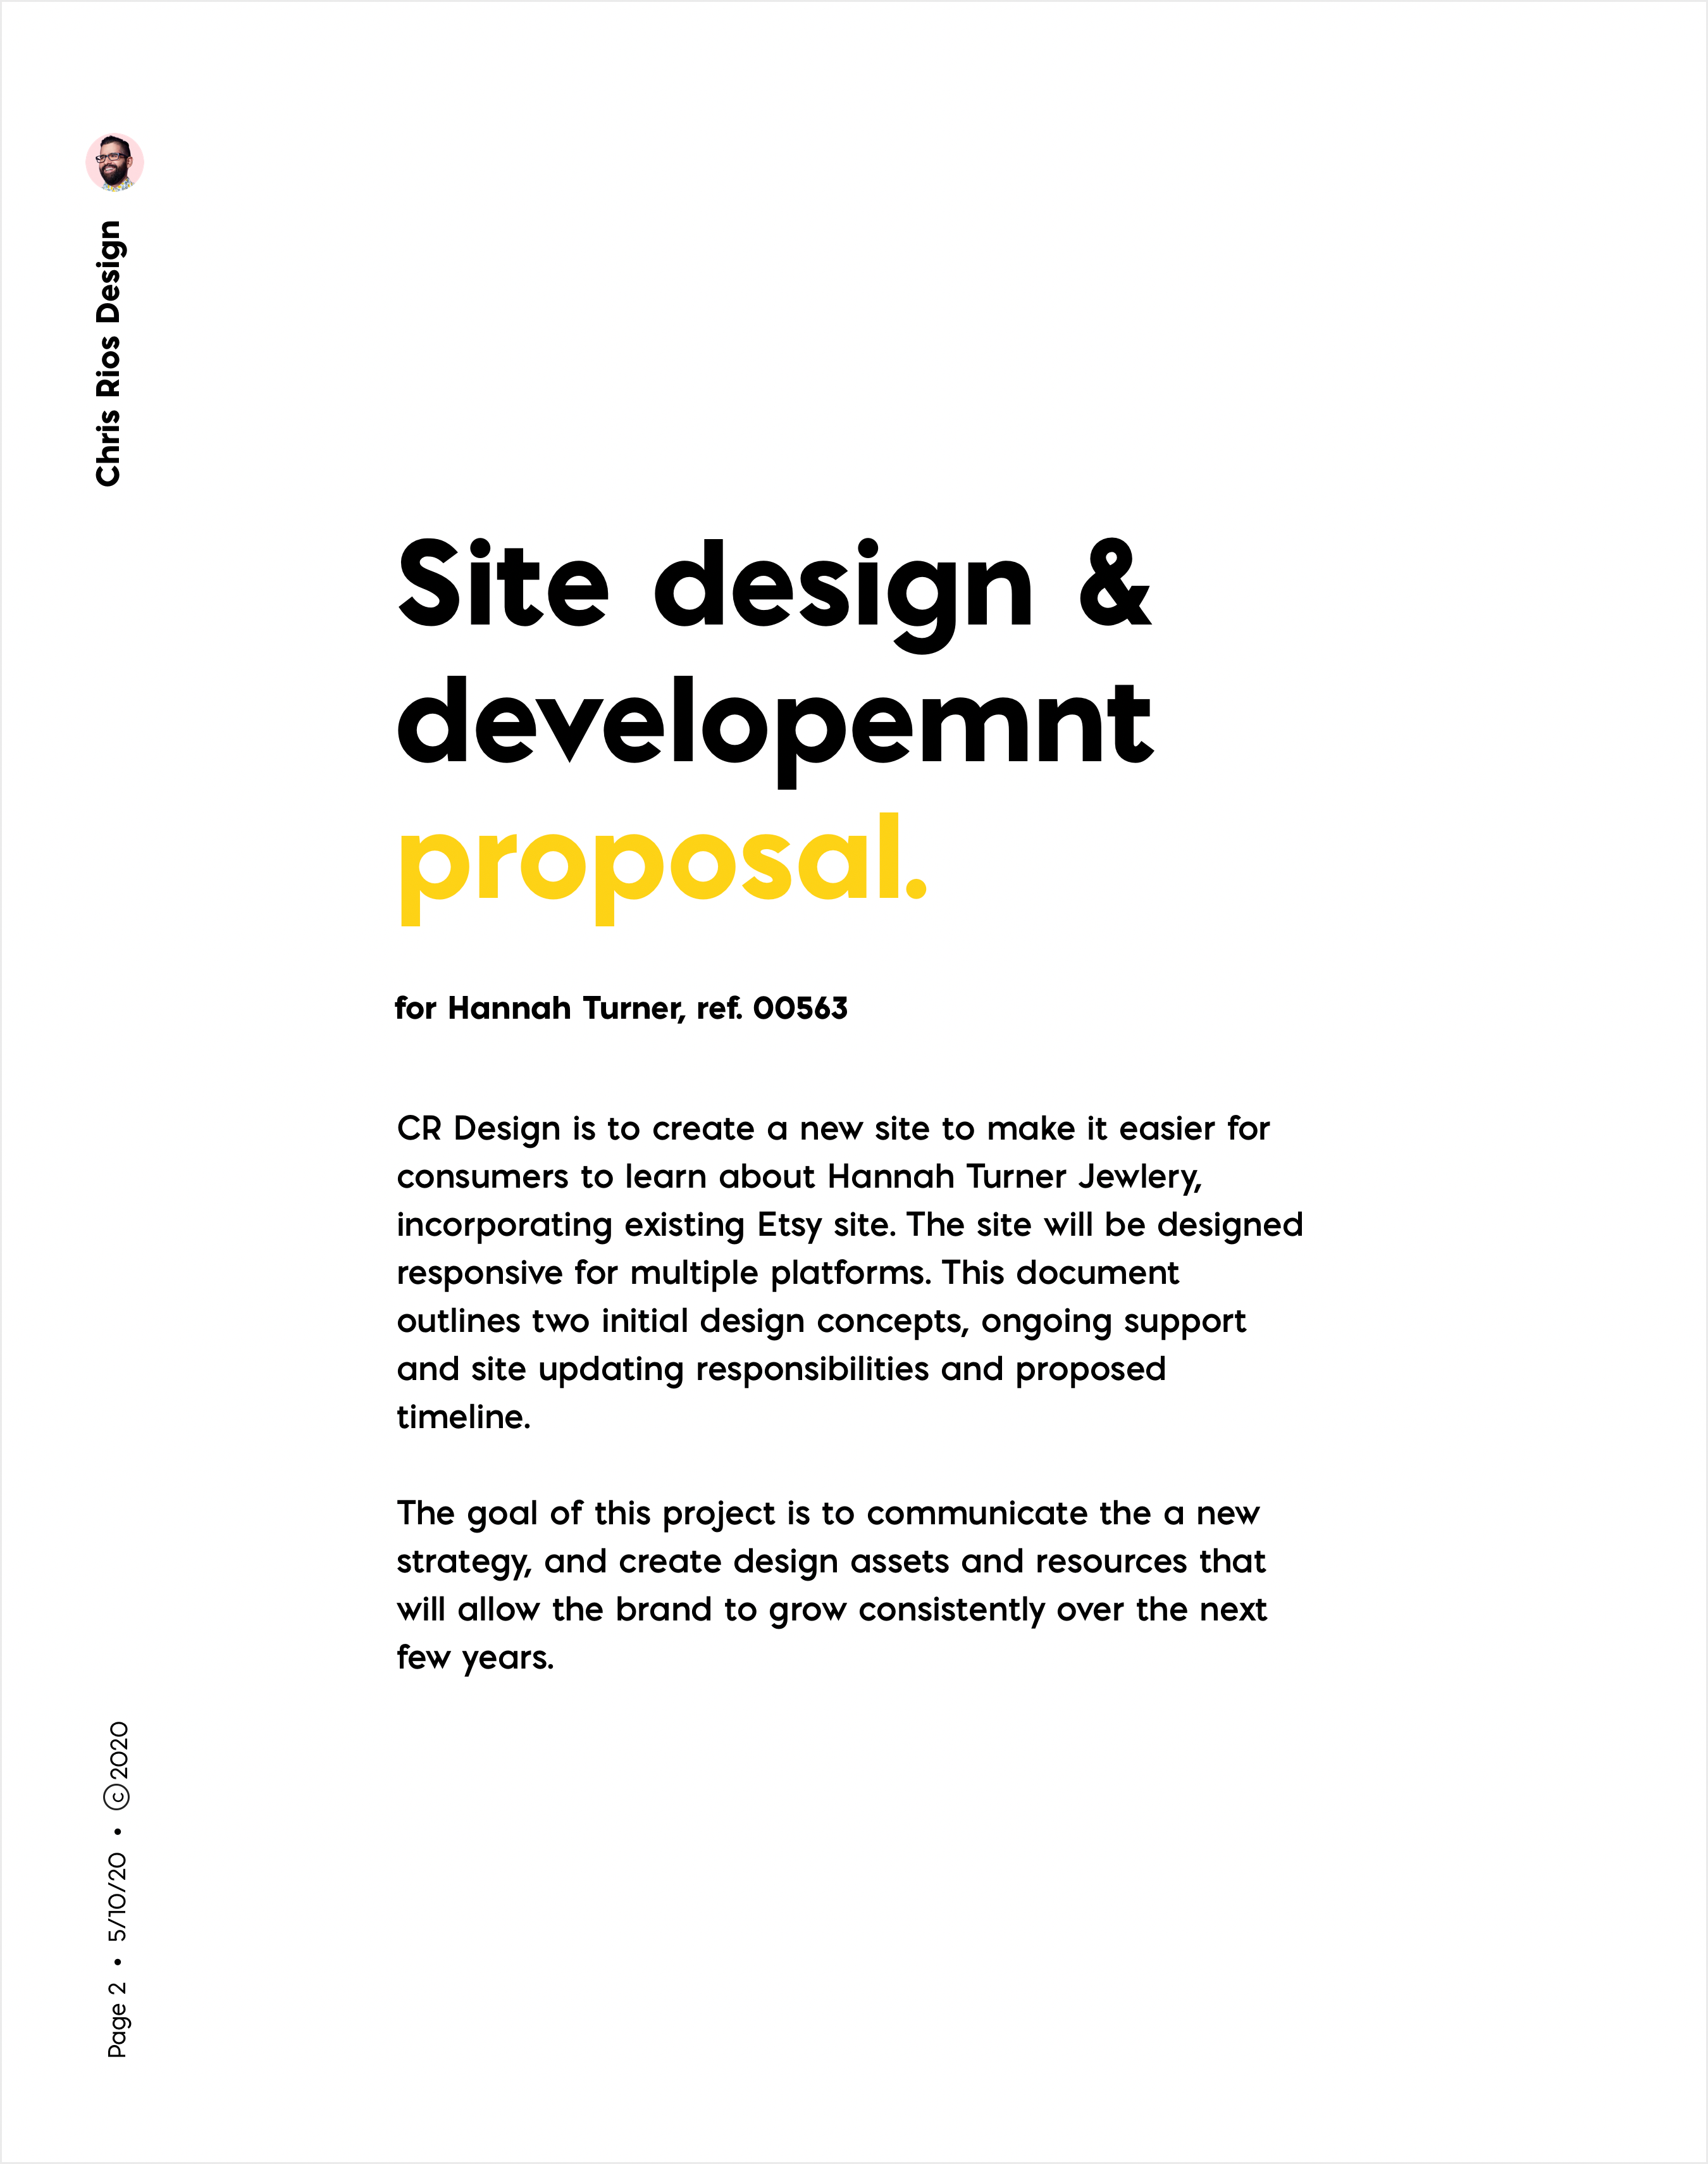 Chris Rios Design
Site design &
developemnt
proposal.
for Hannah Turner, ref. 00563
CR Design is to create a new site to make it easier for
consumers to learn about Hannah Turner Jewlery,
incorporating existing Etsy site. The site will be designed
responsive for multiple platforms. This document
outlines two initial design concepts, ongoing support
and site updating responsibilities and proposed
timeline.
The goal of this project is to communicate the a new
strategy, and create design assets and resources that
will allow the brand to grow consistently over the next
few years.
Page 2 • 5/10/20 • ©2020